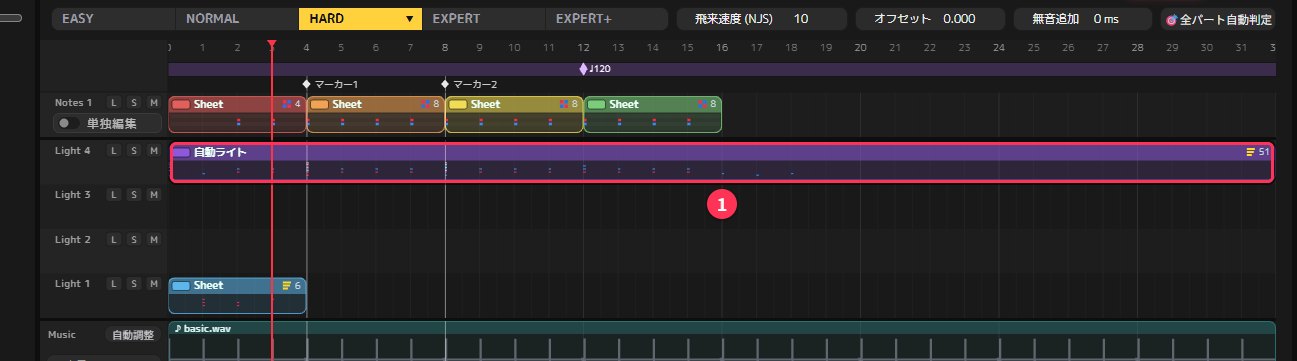 EASY NORMAL HARD ▼ EXPERT EXPERT+ 飛来速度 (NJS) 10 オフセット 0.000 無音追加 0 ms 🎯全パート自動判定
1 2 3 4 5 6 7 8 9 10 11 12 13 14 15 16 17 18 19 20 21 22 23 24 25 26 27 28 29 30 31 3
♩120
マーカー1 マーカー2
Notes 1 L S M Sheet 4 Sheet 8 Sheet 8 Sheet 8
単独編集
Light 4 L S M 自動ライト 51
Light 3 L S M
1
Light 2 L S M
Light 1 L S M Sheet 6
Music 自動調整 ♪ basic.wav